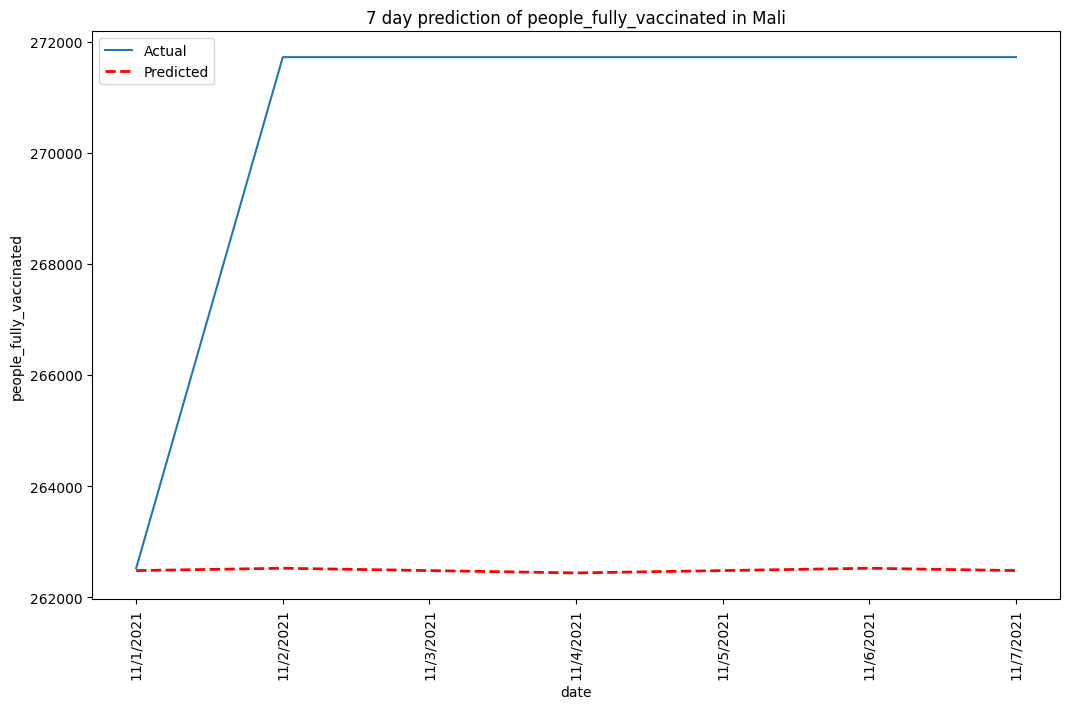 7 day prediction of people_fully_vaccinated in Mali
Actual
Predicted
people_fully_vaccinated
272000
270000
268000
266000
264000
262000
11/1/2021
11/2/2021
11/3/2021
11/4/2021
11/5/2021
11/6/2021
11/7/2021
date